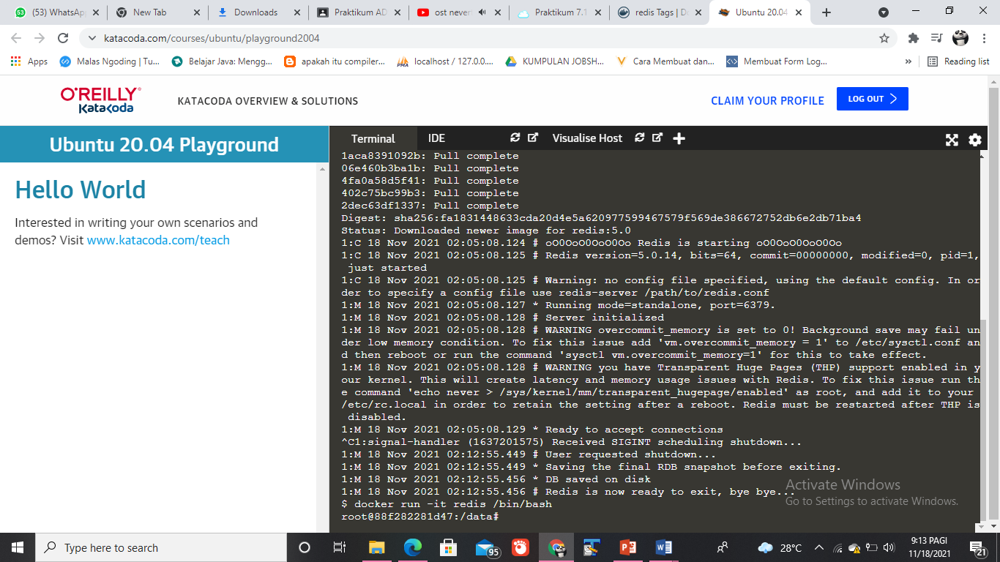 (53) WhatsAp
New Tab
Downloads
Praktikum AD
ost never
Praktikum 7.1
redis Tags | Do
Ubuntu 20.04
katacoda.com/courses/ubuntu/playground2004
Apps
Malas Ngoding | Tu...
Belajar Java: Mengg...
apakah itu compiler...
localhost / 127.0.0....
KUMPULAN JOBSH...
Cara Membuat dan...
Membuat Form Log...
»
Reading list
O'REILLY
Katacoda
KATACODA OVERVIEW & SOLUTIONS
CLAIM YOUR PROFILE
LOG OUT
Ubuntu 20.04 Playground
Hello World
Interested in writing your own scenarios and
demos? Visit www.katacoda.com/teach
Terminal
IDE
Visualise Host
1aca8391092b: Pull complete
06e460b3ba1b: Pull complete
4fa0a58d5f41: Pull complete
402c75bc99b3: Pull complete
2dec63df1337: Pull complete
Digest: sha256:fa1831448633cda20d4e5a620977599467579f569de386672752db6e2db71ba4
Status: Downloaded newer image for redis:5.0
1:C 18 Nov 2021 02:05:08.124 # oO0OoO0OoO0Oo Redis is starting oO0OoO0OoO0Oo
1:C 18 Nov 2021 02:05:08.125 # Redis version=5.0.14, bits=64, commit=00000000, modified=0, pid=1,
just started
1:C 18 Nov 2021 02:05:08.125 # Warning: no config file specified, using the default config. In or
der to specify a config file use redis-server /path/to/redis.conf
1:M 18 Nov 2021 02:05:08.127 * Running mode=standalone, port=6379.
1:M 18 Nov 2021 02:05:08.128 # Server initialized
1:M 18 Nov 2021 02:05:08.128 # WARNING overcommit_memory is set to 0! Background save may fail un
der low memory condition. To fix this issue add 'vm.overcommit_memory = 1' to /etc/sysctl.conf an
d then reboot or run the command 'sysctl vm.overcommit_memory=1' for this to take effect.
1:M 18 Nov 2021 02:05:08.128 # WARNING you have Transparent Huge Pages (THP) support enabled in y
our kernel. This will create latency and memory usage issues with Redis. To fix this issue run th
e command 'echo never > /sys/kernel/mm/transparent_hugepage/enabled' as root, and add it to your
/etc/rc.local in order to retain the setting after a reboot. Redis must be restarted after THP is
disabled.
1:M 18 Nov 2021 02:05:08.129 * Ready to accept connections
^C1:signal-handler (1637201575) Received SIGINT scheduling shutdown...
1:M 18 Nov 2021 02:12:55.449 # User requested shutdown...
1:M 18 Nov 2021 02:12:55.449 * Saving the final RDB snapshot before exiting.
1:M 18 Nov 2021 02:12:55.456 * DB saved on disk
1:M 18 Nov 2021 02:12:55.456 # Redis is now ready to exit, bye bye...
$ docker run -it redis /bin/bash
root@88f282281d47:/data#
Activate Windows
Go to Settings to activate Windows.
Type here to search
95
28°C
9:13 PAGI
11/18/2021
21